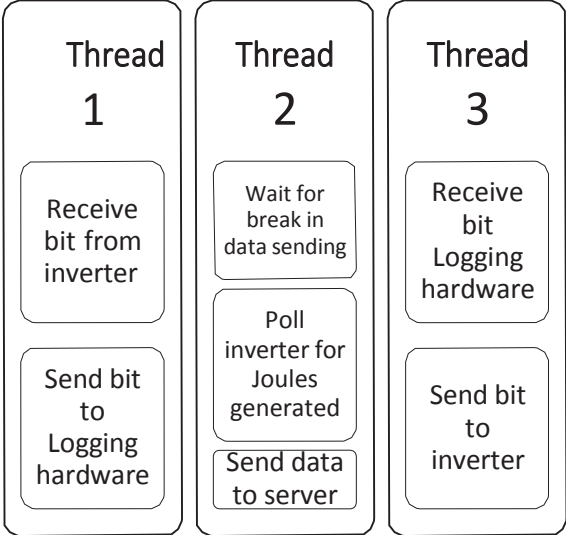 Thread
1
Receive
bit from
inverter
Send bit
to
Logging
hardware
Thread
2
Wait for
break in
data sending
Poll
inverter for
Joules
generated
Send data
to server
Thread
3
Receive
bit
Logging
hardware
Send bit
to
inverter